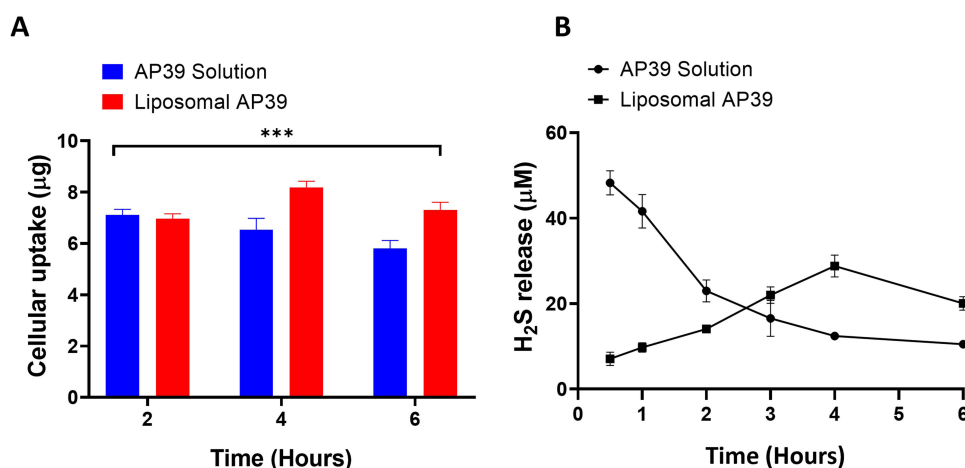 A
AP39 Solution
Liposomal AP39
***
Cellular uptake (μg)
10
8
6
4
2
0
2 4 6
Time (Hours)
B
AP39 Solution
Liposomal AP39
H₂S release (μM)
60
40
20
0
0 1 2 3 4 5 6
Time (Hours)